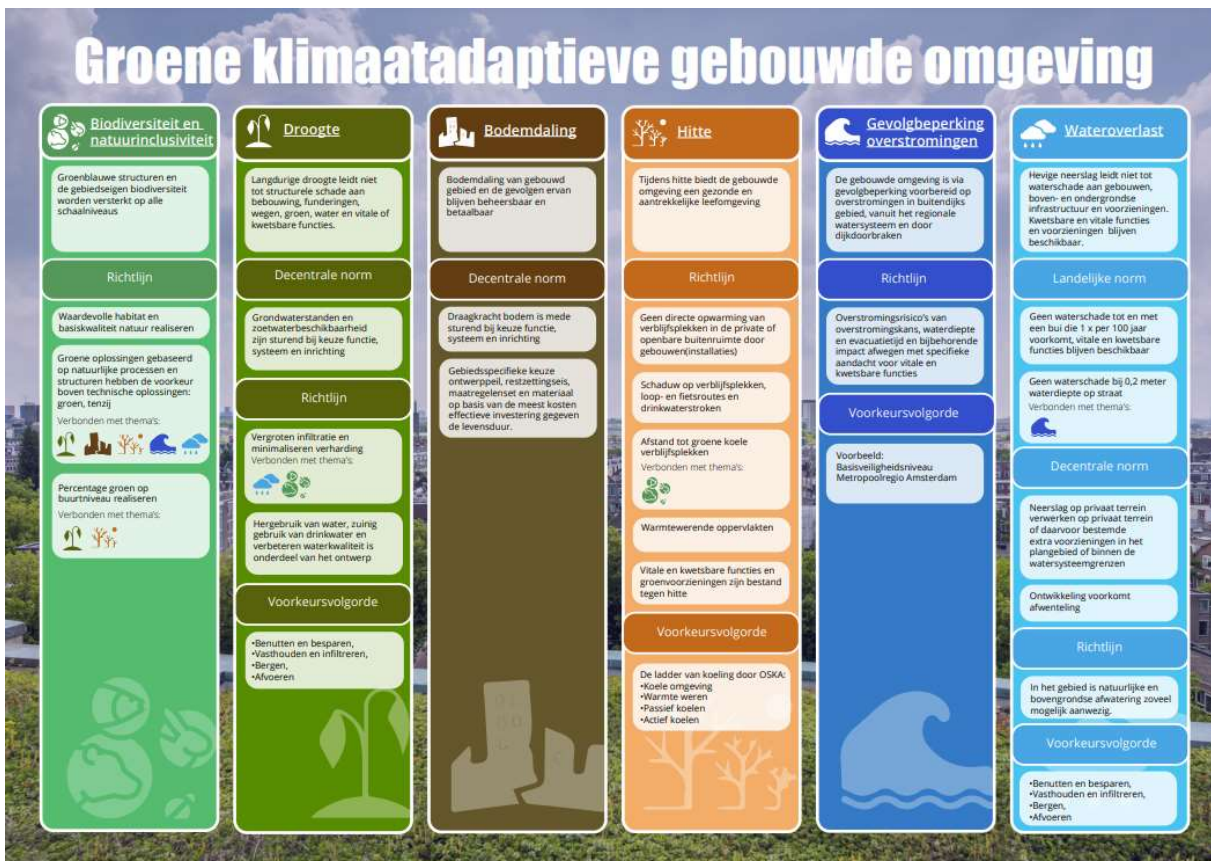 Groene klimaatadaptieve gebouwde omgeving
Biodiversiteit en
natuurinclusiviteit
Groenblauwe structuren en
de gebiedseigen biodiversiteit
worden versterkt op alle
schaalniveaus
Richtlijn
Waardevolle habitat en
basiskwaliteit natuur realiseren
Groene oplossingen gebaseerd
op natuurlijke processen en
structuren hebben de voorkeur
boven technische oplossingen:
groen, tenzij
Verbonden met thema's:
Percentage groen op
buurtniveau realiseren
Verbonden met thema's:
Droogte
Langdurige droogte leidt niet
tot structurele schade aan
bebouwing, funderingen,
wegen, groen, water en vitale of
kwetsbare functies.
Decentrale norm
Grondwaterstanden en
zoetwaterbeschikbaarheid
zijn sturend bij keuze functie,
systeem en inrichting
Richtlijn
Vergroten infiltratie en
minimaliseren verharding
Verbonden met thema's:
Hergebruik van water, zuinig
gebruik van drinkwater en
verbeteren waterkwaliteit is
onderdeel van het ontwerp
Voorkeursvolgorde
•Benutten en besparen,
•Vasthouden en infiltreren,
•Bergen,
•Afvoeren
Bodemdaling
Bodemdaling van gebouwd
gebied en de gevolgen ervan
blijven beheersbaar en
betaalbaar
Decentrale norm
Draagkracht bodem is mede
sturend bij keuze functie,
systeem en inrichting
Gebiedsspecifieke keuze
ontwerppeil, restzettingseis,
maatregelenset en materiaal
op basis van de meest kosten
effectieve investering gegeven
de levensduur.
Hitte
Tijdens hitte biedt de gebouwde
omgeving een gezonde en
aantrekkelijke leefomgeving
Richtlijn
Geen directe opwarming van
verblijfsplekken in de private of
openbare buitenruimte door
gebouwen(installaties)
Schaduw op verblijfsplekken,
loop- en fietsroutes en
drinkwaterstroken
Afstand tot groene koele
verblijfsplekken
Verbonden met thema's:
Warmtewerende oppervlakten
Vitale en kwetsbare functies en
groenvoorzieningen zijn bestand
tegen hitte
Voorkeursvolgorde
De ladder van koeling door OSKA:
•Koele omgeving
•Warmte weren
•Passief koelen
•Actief koelen
Gevolgbeperking
overstromingen
De gebouwde omgeving is via
gevolgbeperking voorbereid op
overstromingen in buitendijks
gebied, vanuit het regionale
watersysteem en door
dijkdoorbraken
Richtlijn
Overstromingsrisico's van
overstromingskans, waterdiepte
en evacuatietijd en bijbehorende
impact afwegen met specifieke
aandacht voor vitale en
kwetsbare functies
Voorkeursvolgorde
Voorbeeld:
Basisveiligheidsniveau
Metropoolregio Amsterdam
Wateroverlast
Hevige neerslag leidt niet tot
waterschade aan gebouwen,
boven- en ondergrondse
infrastructuur en voorzieningen.
Kwetsbare en vitale functies
en voorzieningen blijven
beschikbaar.
Landelijke norm
Geen waterschade tot en met
een bui die 1 x per 100 jaar
voorkomt, vitale en kwetsbare
functies blijven beschikbaar
Geen waterschade bij 0,2 meter
waterdiepte op straat
Verbonden met thema's:
Decentrale norm
Neerslag op privaat terrein
verwerken op privaat terrein
of daarvoor bestemde
extra voorzieningen in het
plangebied of binnen de
watersysteemgrenzen
Ontwikkeling voorkomt
afwenteling
Richtlijn
In het gebied is natuurlijke en
bovengrondse afwatering zoveel
mogelijk aanwezig.
Voorkeursvolgorde
•Benutten en besparen,
•Vasthouden en infiltreren,
•Bergen,
•Afvoeren